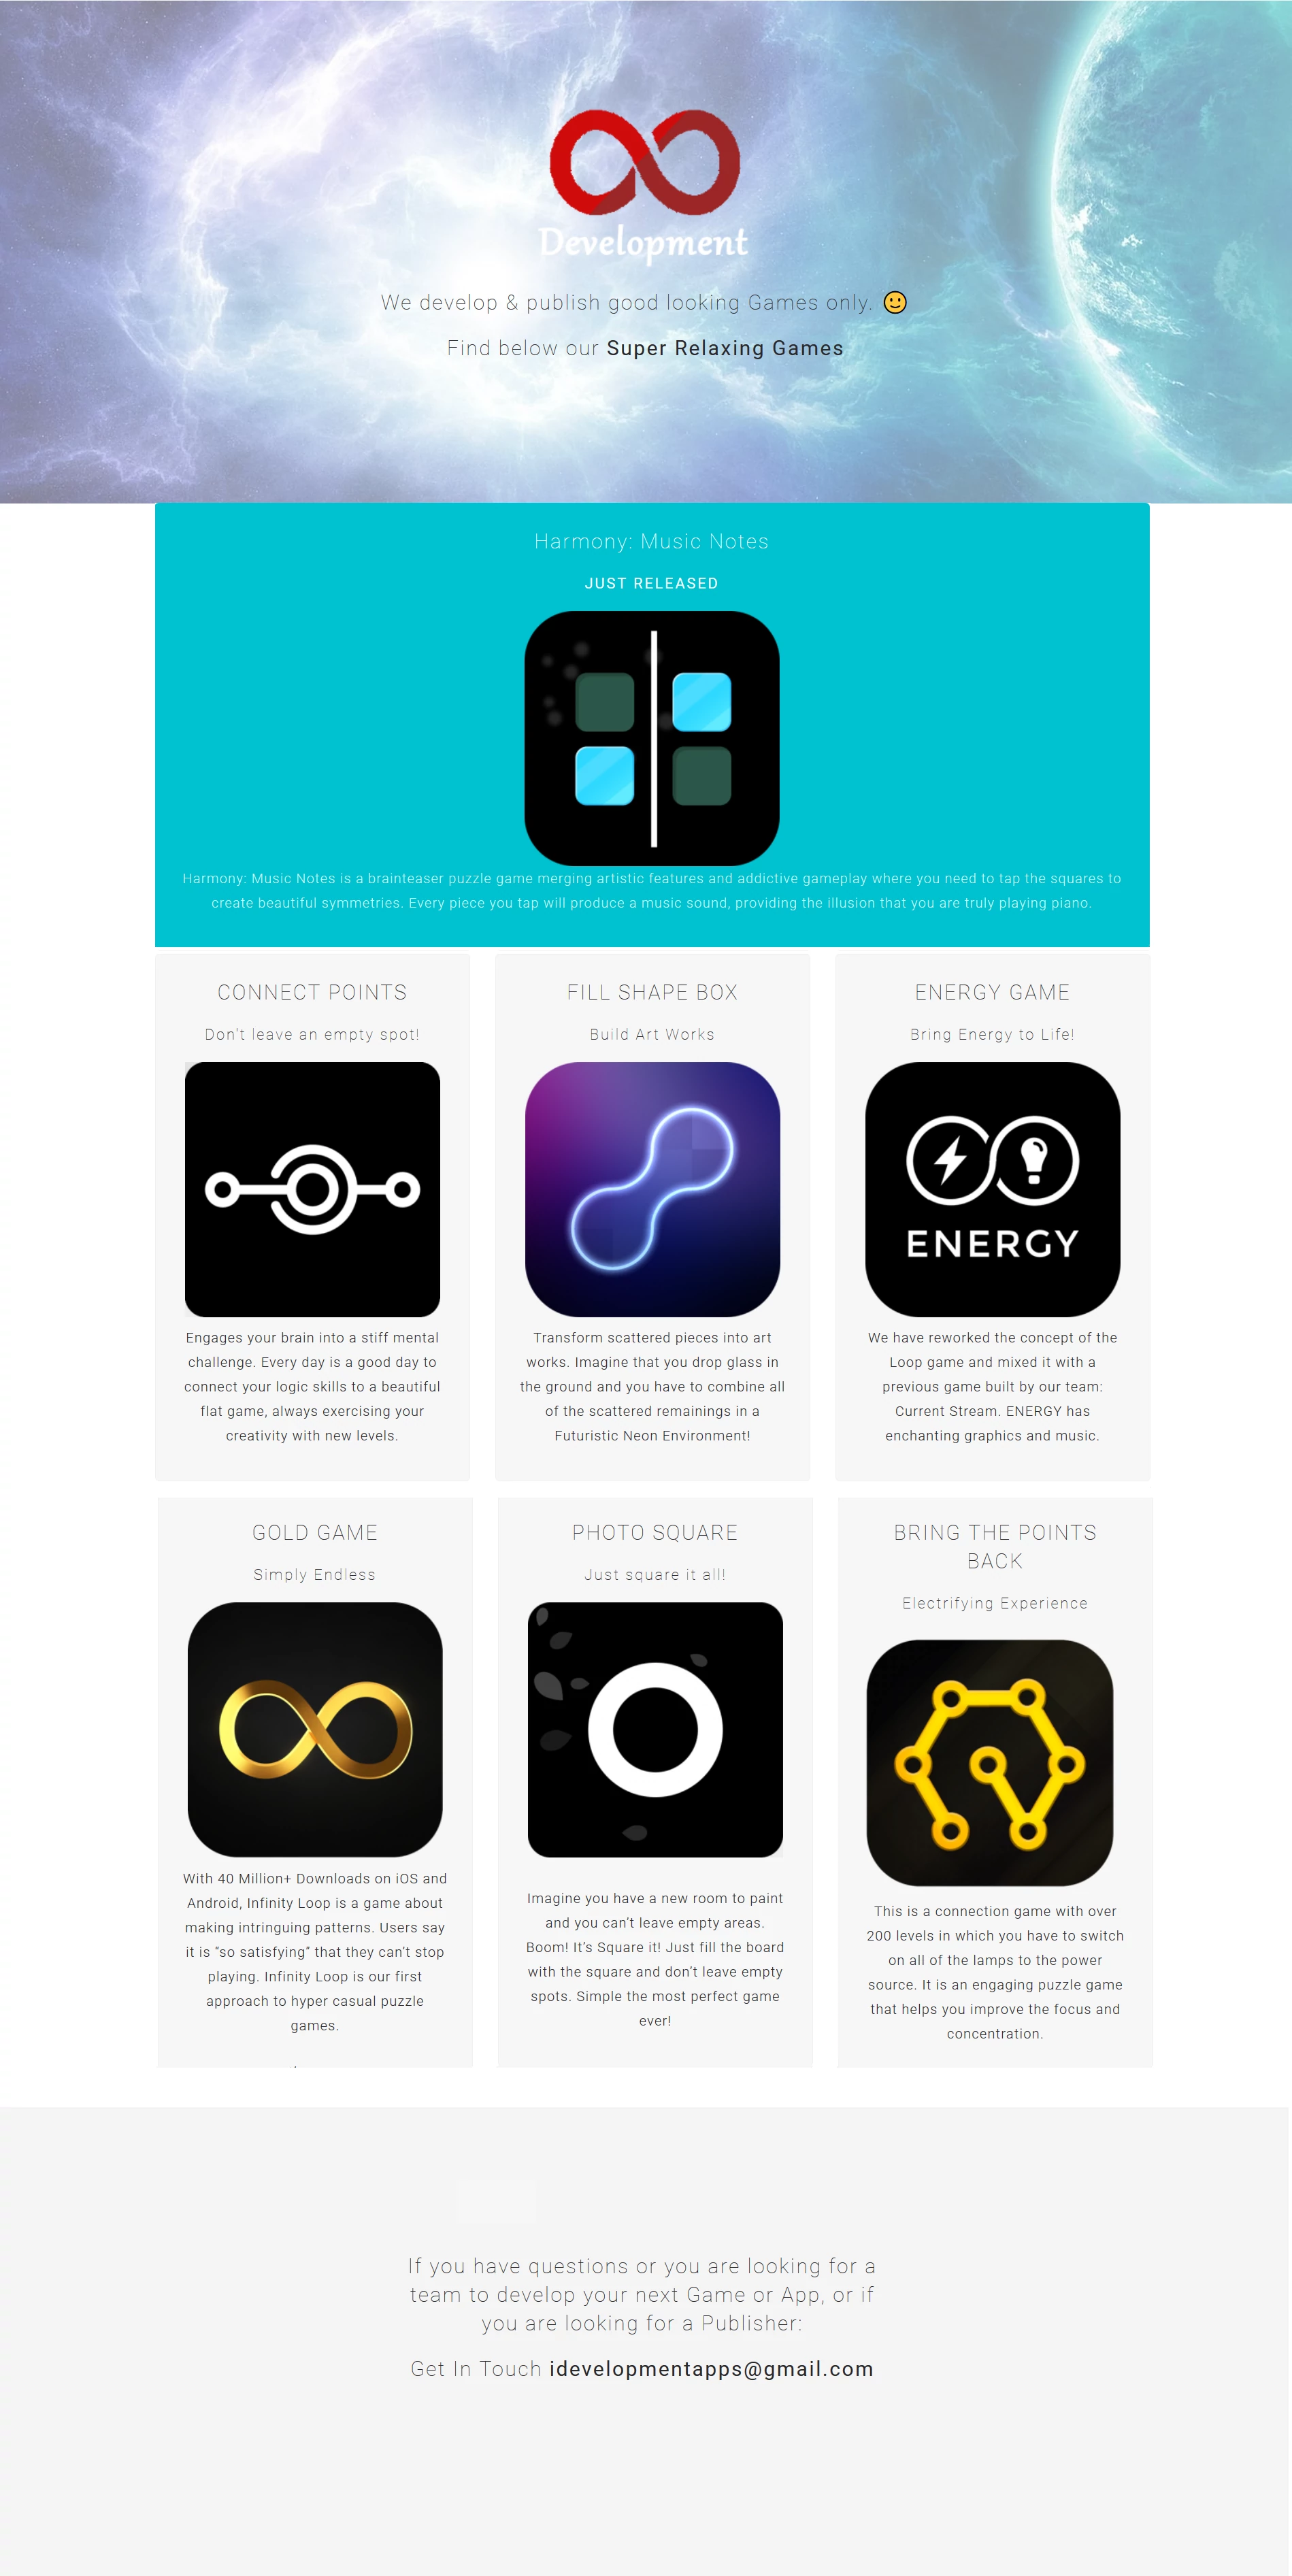 Development
We develop & publish good looking Games only. 🙂
Find below our Super Relaxing Games
Harmony: Music Notes
JUST RELEASED
Harmony: Music Notes is a brainteaser puzzle game merging artistic features and addictive gameplay where you need to tap the squares to
create beautiful symmetries. Every piece you tap will produce a music sound, providing the illusion that you are truly playing piano.
CONNECT POINTS
Don't leave an empty spot!
Engages your brain into a stiff mental
challenge. Every day is a good day to
connect your logic skills to a beautiful
flat game, always exercising your
creativity with new levels.
FILL SHAPE BOX
Build Art Works
Transform scattered pieces into art
works. Imagine that you drop glass in
the ground and you have to combine all
of the scattered remainings in a
Futuristic Neon Environment!
ENERGY GAME
Bring Energy to Life!
ENERGY
We have reworked the concept of the
Loop game and mixed it with a
previous game built by our team:
Current Stream. ENERGY has
enchanting graphics and music.
GOLD GAME
Simply Endless
With 40 Million+ Downloads on iOS and
Android, Infinity Loop is a game about
making intringuing patterns. Users say
it is “so satisfying” that they can’t stop
playing. Infinity Loop is our first
approach to hyper casual puzzle
games.
PHOTO SQUARE
Just square it all!
Imagine you have a new room to paint
and you can’t leave empty areas.
Boom! It’s Square it! Just fill the board
with the square and don’t leave empty
spots. Simple the most perfect game
ever!
BRING THE POINTS
BACK
Electrifying Experience
This is a connection game with over
200 levels in which you have to switch
on all of the lamps to the power
source. It is an engaging puzzle game
that helps you improve the focus and
concentration.
If you have questions or you are looking for a
team to develop your next Game or App, or if
you are looking for a Publisher:
Get In Touch idevelopmentapps@gmail.com